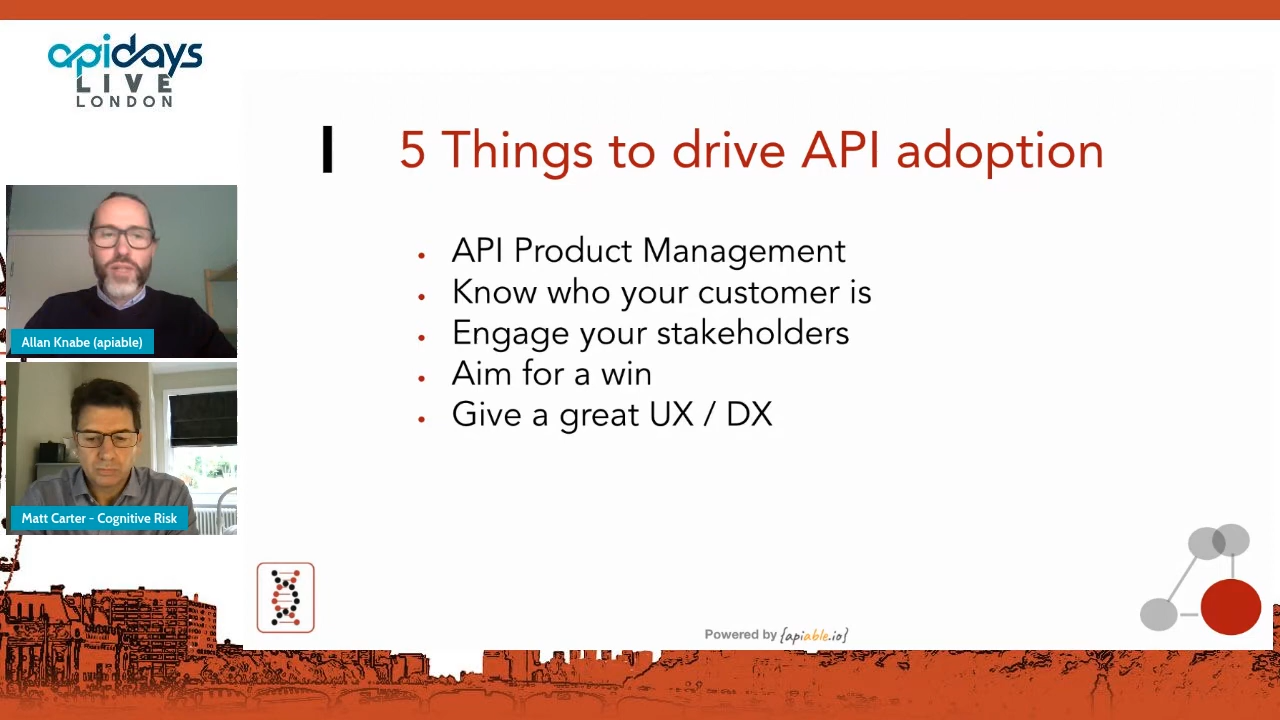 apidays
LIVE
LONDON
5 Things to drive API adoption
• API Product Management
• Know who your customer is
• Engage your stakeholders
• Aim for a win
• Give a great UX / DX
Allan Knabe (apiable)
Matt Carter - Cognitive Risk
Powered by {apiable.io}